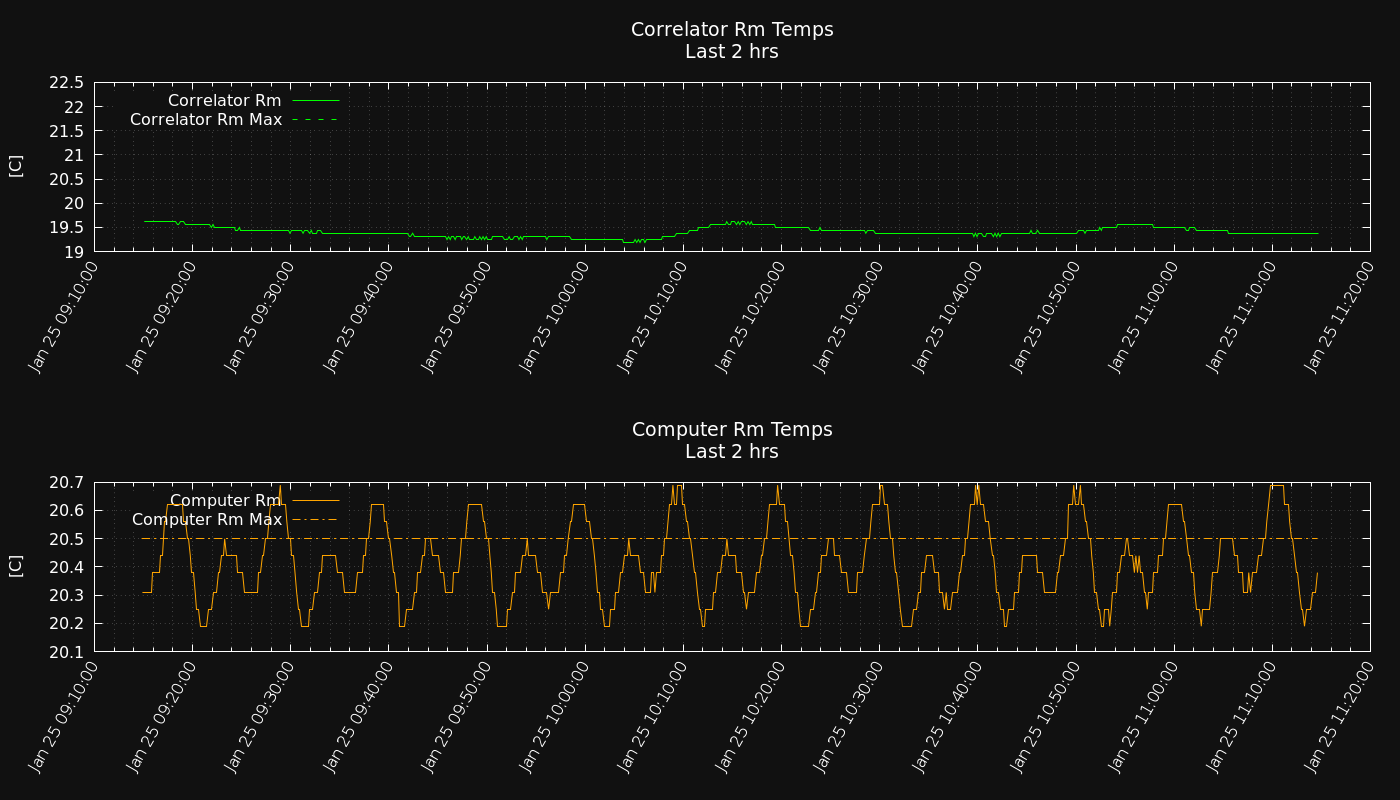 Correlator Rm Temps
Last 2 hrs
22.5
22
21.5
21
20.5
20
19.5
19
[C]
Correlator Rm
Correlator Rm Max
Jan 25 09:10:00
Jan 25 09:20:00
Jan 25 09:30:00
Jan 25 09:40:00
Jan 25 09:50:00
Jan 25 10:00:00
Jan 25 10:10:00
Jan 25 10:20:00
Jan 25 10:30:00
Jan 25 10:40:00
Jan 25 10:50:00
Jan 25 11:00:00
Jan 25 11:10:00
Jan 25 11:20:00
Computer Rm Temps
Last 2 hrs
20.7
20.6
20.5
20.4
20.3
20.2
20.1
[C]
Computer Rm
Computer Rm Max
Jan 25 09:10:00
Jan 25 09:20:00
Jan 25 09:30:00
Jan 25 09:40:00
Jan 25 09:50:00
Jan 25 10:00:00
Jan 25 10:10:00
Jan 25 10:20:00
Jan 25 10:30:00
Jan 25 10:40:00
Jan 25 10:50:00
Jan 25 11:00:00
Jan 25 11:10:00
Jan 25 11:20:00